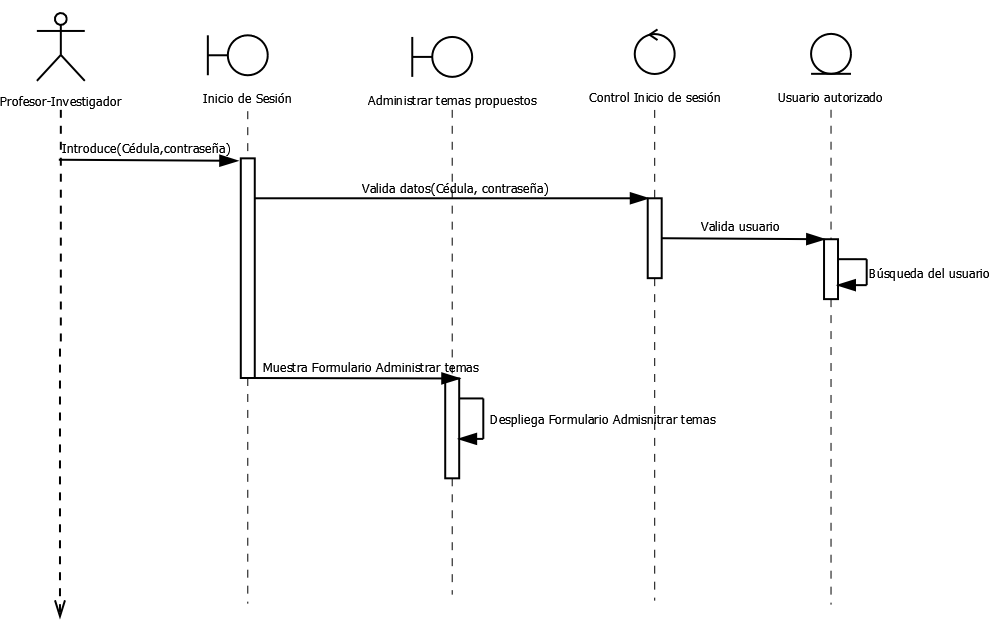 Profesor-Investigador
Inicio de Sesión
Administrar temas propuestos
Control Inicio de sesión
Usuario autorizado
Introduce(Cédula,contraseña)
Valida datos(Cédula, contraseña)
Valida usuario
Búsqueda del usuario
Muestra Formulario Administrar temas
Despliega Formulario Admisnitrar temas